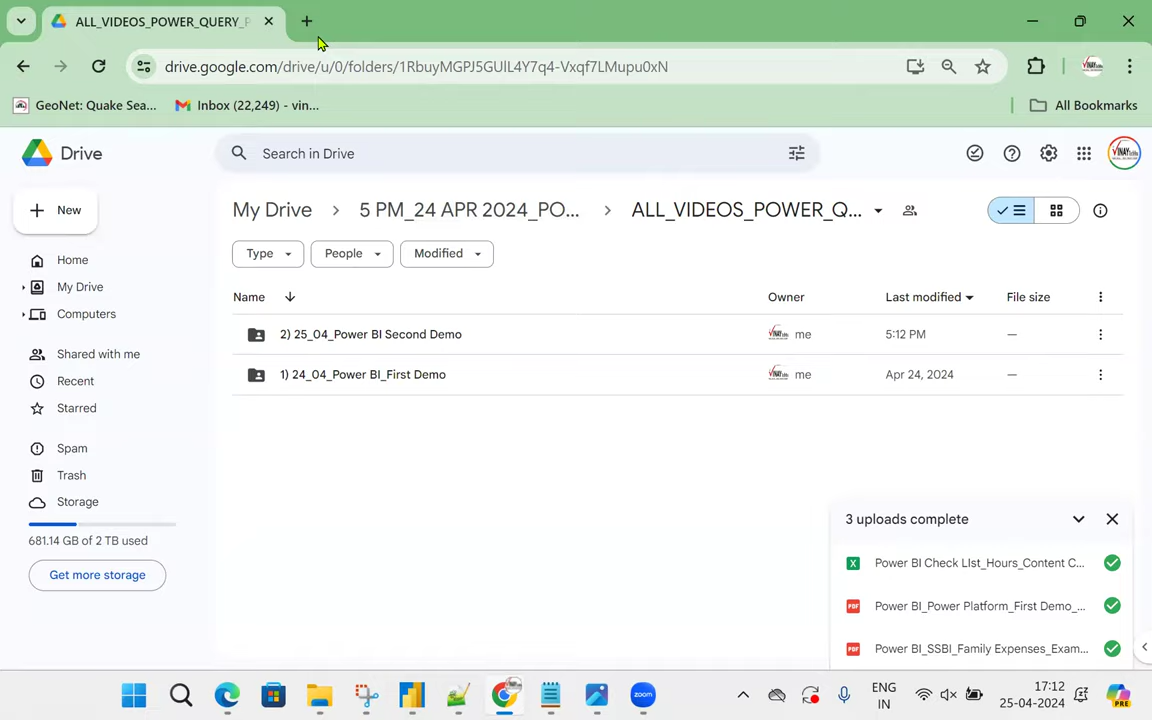 ALL_VIDEOS_POWER_QUERY_P
drive.google.com/drive/u/0/folders/1RbuyMGPJ5GUIL4Y7q4-Vxqf7LMupu0xN
GeoNet: Quake Sea...
Inbox (22,249) - vin...
All Bookmarks
Drive
Search in Drive
New
My Drive
5 PM_24 APR 2024_PO...
ALL_VIDEOS_POWER_Q...
Type
People
Modified
Home
My Drive
Computers
Shared with me
Recent
Starred
Spam
Trash
Storage
681.14 GB of 2 TB used
Get more storage
Name
Owner
Last modified
File size
2) 25_04_Power BI Second Demo
me
5:12 PM
—
1) 24_04_Power BI_First Demo
me
Apr 24, 2024
—
3 uploads complete
Power BI Check LIst_Hours_Content C...
Power BI_Power Platform_First Demo_...
Power BI_SSBI_Family Expenses_Exam...
zoom
ENG
IN
17:12
25-04-2024
PRE